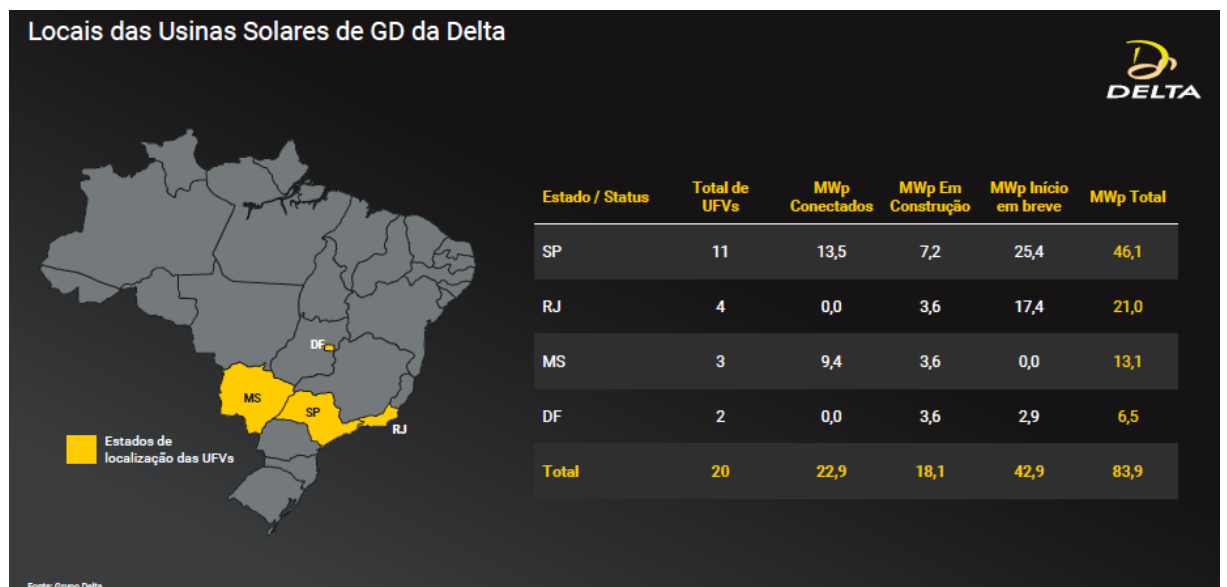 Locais das Usinas Solares de GD da Delta
DELTA
DF
MS
SP
RJ
Estados de
localização das UFVs
Estado / Status Total de UFVs MWp Conectados MWp Em Construção MWp Início em breve MWp Total
SP 11 13,5 7,2 25,4 46,1
RJ 4 0,0 3,6 17,4 21,0
MS 3 9,4 3,6 0,0 13,1
DF 2 0,0 3,6 2,9 6,5
Total 20 22,9 18,1 42,9 83,9
Fonte: Grupo Delta